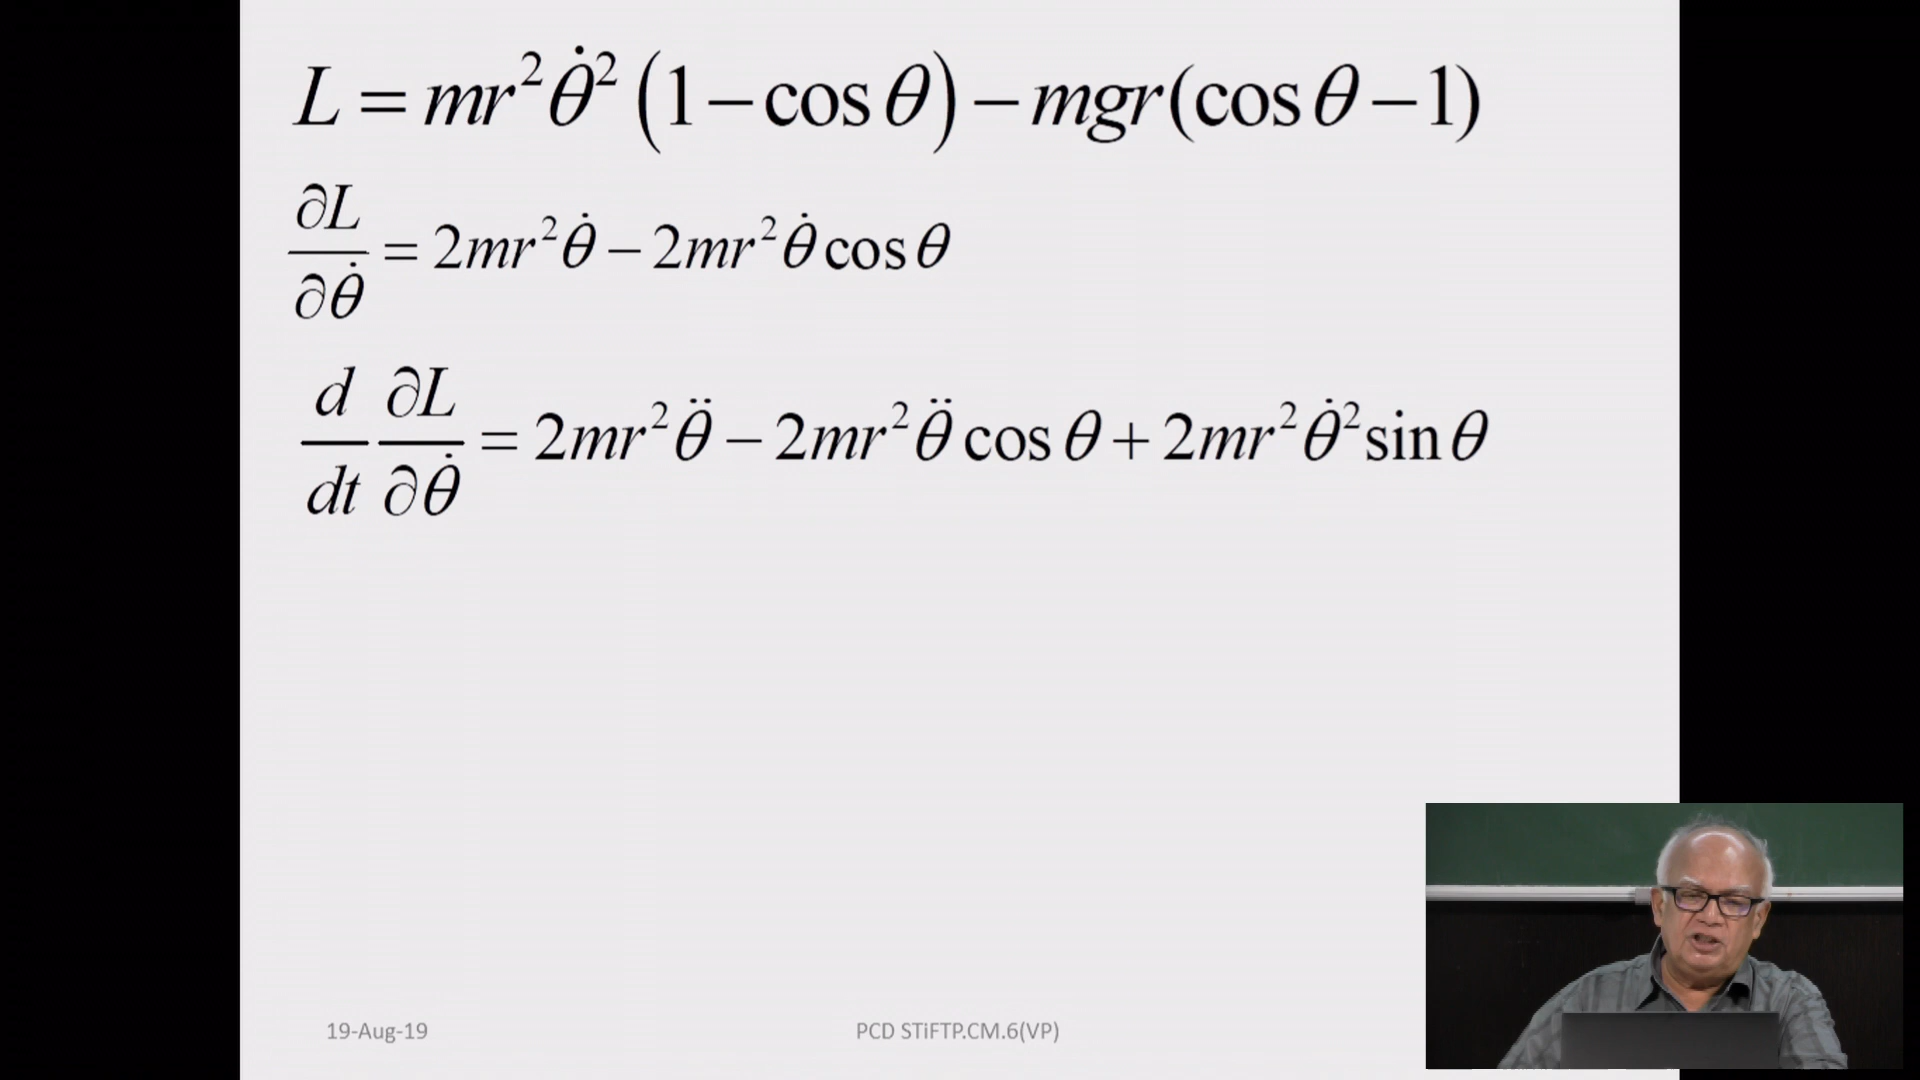 L = mr²θ̇²(1 − cos θ) − mgr(cos θ − 1)
∂L/∂θ̇ = 2mr²θ̇ − 2mr²θ̇ cos θ
d/dt ∂L/∂θ̇ = 2mr²θ̈ − 2mr²θ̈ cos θ + 2mr²θ̇² sin θ
19-Aug-19
PCD STiFTP.CM.6(VP)